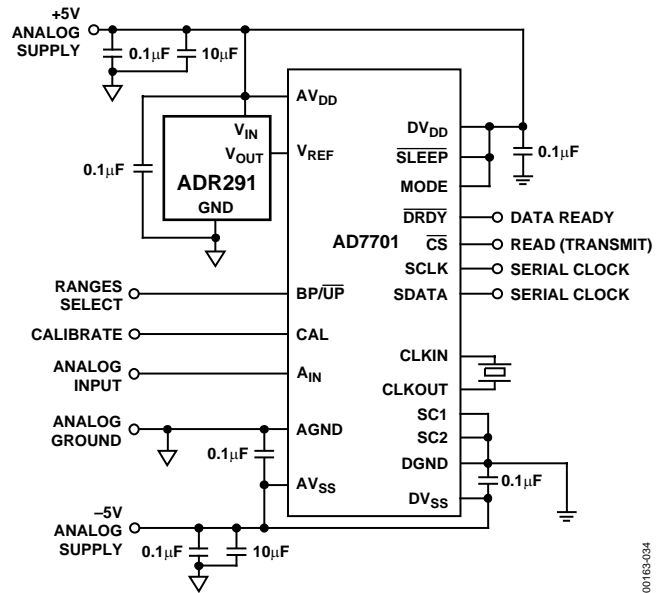 +5V
ANALOG
SUPPLY
0.1µF
10µF
AVDD
VIN
VOUT
VREF
0.1µF
ADR291
GND
DVDD
SLEEP
MODE
0.1µF
DRDY
DATA READY
AD7701
CS
READ (TRANSMIT)
SCLK
SERIAL CLOCK
SDATA
SERIAL CLOCK
RANGES
SELECT
BP/UP
CALIBRATE
CAL
ANALOG
INPUT
AIN
CLKIN
CLKOUT
ANALOG
GROUND
AGND
SC1
SC2
0.1µF
DGND
AVSS
0.1µF
DVSS
–5V
ANALOG
SUPPLY
0.1µF
10µF
00163-034